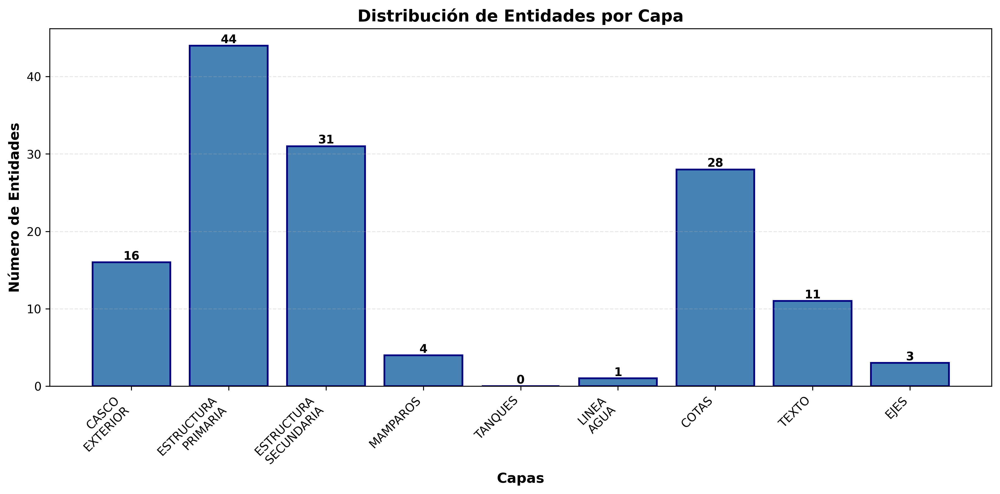 Distribución de Entidades por Capa
Número de Entidades
40
30
20
10
0
16
44
31
4
0
1
28
11
3
CASCO
EXTERIOR
ESTRUCTURA
PRIMARIA
ESTRUCTURA
SECUNDARIA
MAMPAROS
TANQUES
LINEA
AGUA
COTAS
TEXTO
EJES
Capas